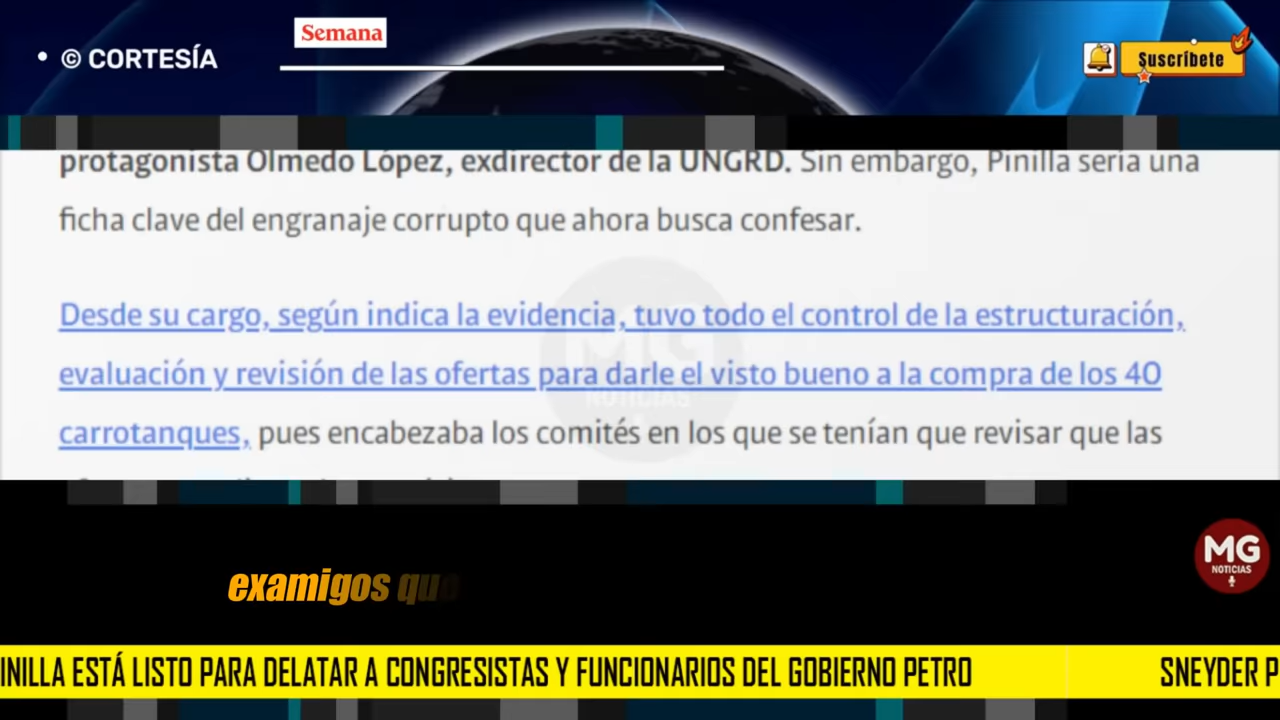 Semana
• © CORTESÍA
Suscríbete
protagonista Olmedo López, exdirector de la UNGRD. Sin embargo, Pinilla sería una
ficha clave del engranaje corrupto que ahora busca confesar.
Desde su cargo, según indica la evidencia, tuvo todo el control de la estructuración,
evaluación y revisión de las ofertas para darle el visto bueno a la compra de los 40
carrotanques, pues encabezaba los comités en los que se tenían que revisar que las
MG
NOTICIAS
MG
NOTICIAS
examigos que
INILLA ESTÁ LISTO PARA DELATAR A CONGRESISTAS Y FUNCIONARIOS DEL GOBIERNO PETRO SNEYDER P